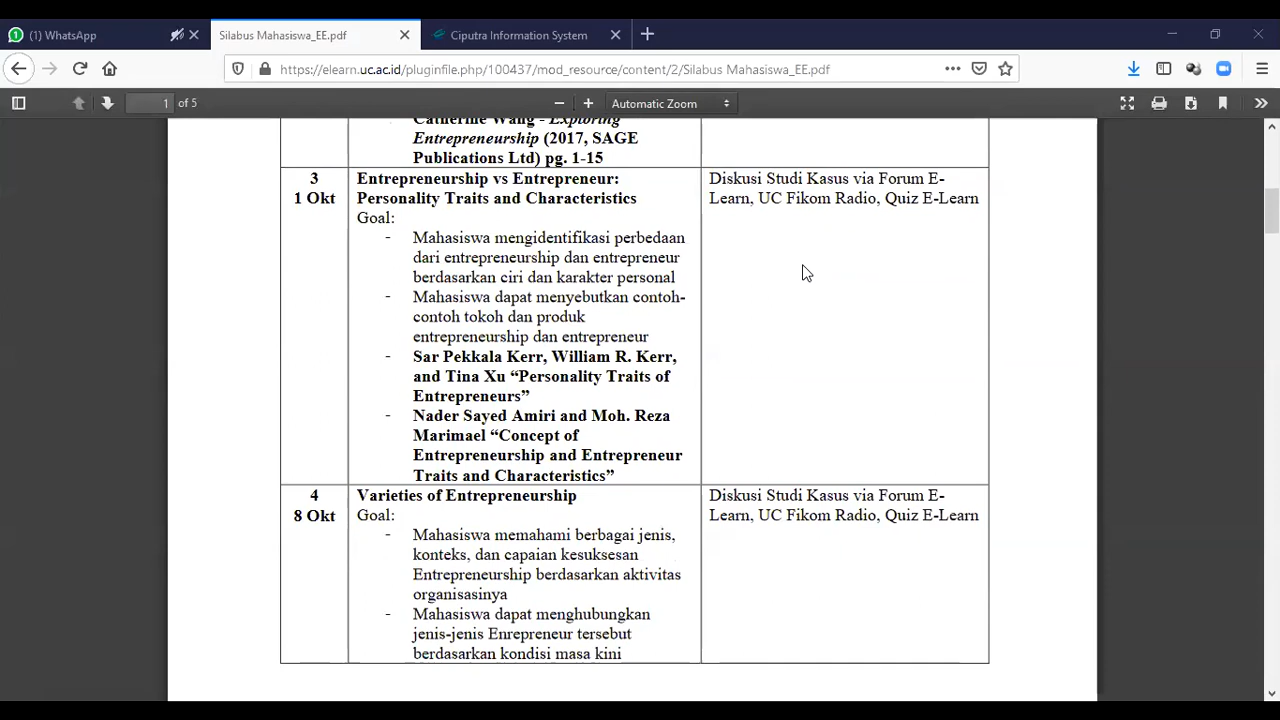 (1) WhatsApp
Silabus Mahasiswa_EE.pdf
Ciputra Information System
https://elearn.uc.ac.id/pluginfile.php/100437/mod_resource/content/2/Silabus Mahasiswa_EE.pdf
1 of 5
Automatic Zoom
Catherine Wang - Exploring
Entrepreneurship (2017, SAGE
Publications Ltd) pg. 1-15
3
1 Okt
Entrepreneurship vs Entrepreneur:
Personality Traits and Characteristics
Goal:
- Mahasiswa mengidentifikasi perbedaan
dari entrepreneurship dan entrepreneur
berdasarkan ciri dan karakter personal
- Mahasiswa dapat menyebutkan contoh-
contoh tokoh dan produk
entrepreneurship dan entrepreneur
- Sar Pekkala Kerr, William R. Kerr,
and Tina Xu “Personality Traits of
Entrepreneurs”
- Nader Sayed Amiri and Moh. Reza
Marimael “Concept of
Entrepreneurship and Entrepreneur
Traits and Characteristics”
Diskusi Studi Kasus via Forum E-
Learn, UC Fikom Radio, Quiz E-Learn
4
8 Okt
Varieties of Entrepreneurship
Goal:
- Mahasiswa memahami berbagai jenis,
konteks, dan capaian kesuksesan
Entrepreneurship berdasarkan aktivitas
organisasinya
- Mahasiswa dapat menghubungkan
jenis-jenis Enrepreneur tersebut
berdasarkan kondisi masa kini
Diskusi Studi Kasus via Forum E-
Learn, UC Fikom Radio, Quiz E-Learn